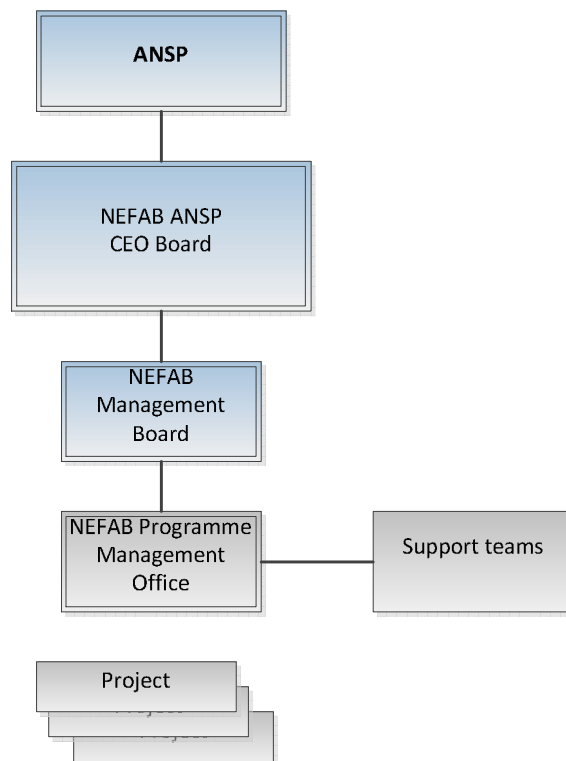 ANSP
NEFAB ANSP
CEO Board
NEFAB
Management
Board
NEFAB Programme
Management
Office
Support teams
Project